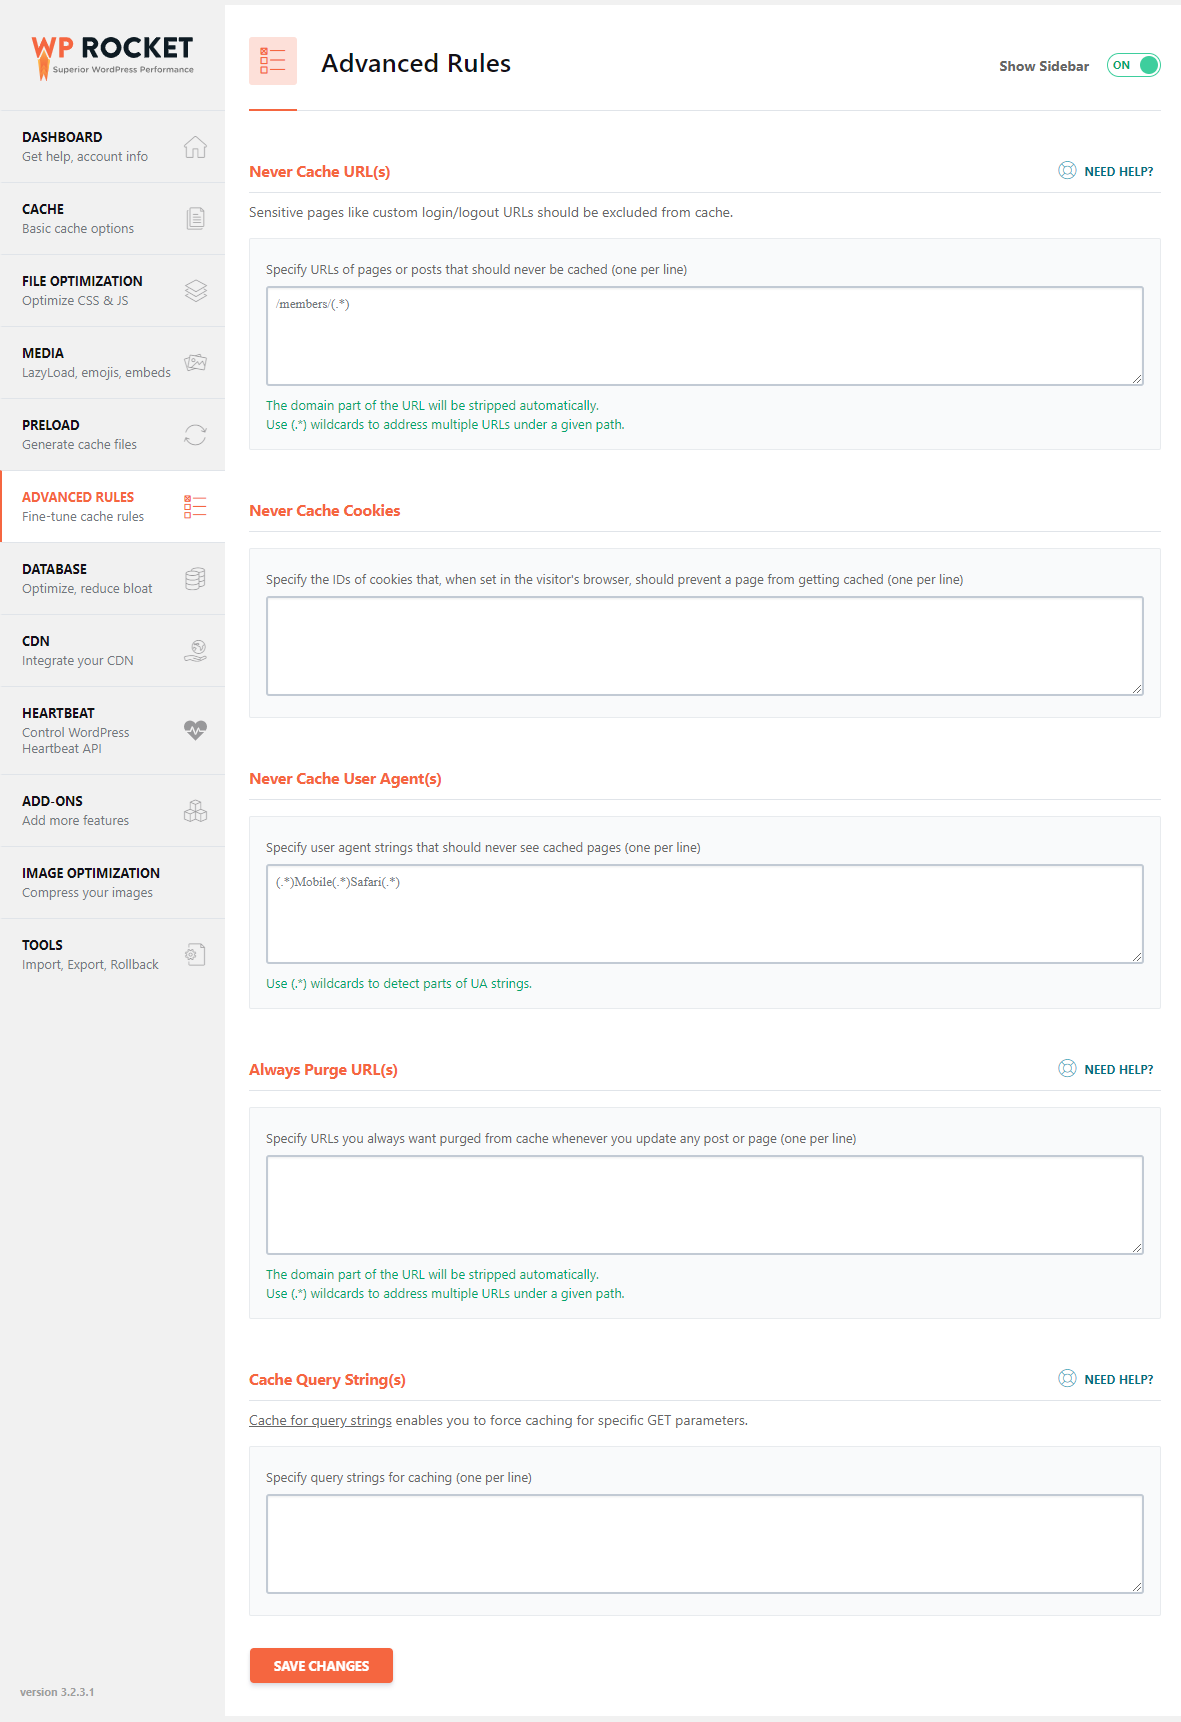 WP ROCKET
Superior WordPress Performance
DASHBOARD
Get help, account info
CACHE
Basic cache options
FILE OPTIMIZATION
Optimize CSS & JS
MEDIA
LazyLoad, emojis, embeds
PRELOAD
Generate cache files
ADVANCED RULES
Fine-tune cache rules
DATABASE
Optimize, reduce bloat
CDN
Integrate your CDN
HEARTBEAT
Control WordPress
Heartbeat API
ADD-ONS
Add more features
IMAGE OPTIMIZATION
Compress your images
TOOLS
Import, Export, Rollback
version 3.2.3.1
Advanced Rules
Show Sidebar
ON
Never Cache URL(s)
NEED HELP?
Sensitive pages like custom login/logout URLs should be excluded from cache.
Specify URLs of pages or posts that should never be cached (one per line)
/members/(.*)
The domain part of the URL will be stripped automatically.
Use (.*) wildcards to address multiple URLs under a given path.
Never Cache Cookies
Specify the IDs of cookies that, when set in the visitor's browser, should prevent a page from getting cached (one per line)
Never Cache User Agent(s)
Specify user agent strings that should never see cached pages (one per line)
(.*)Mobile(.*)Safari(.*)
Use (.*) wildcards to detect parts of UA strings.
Always Purge URL(s)
NEED HELP?
Specify URLs you always want purged from cache whenever you update any post or page (one per line)
The domain part of the URL will be stripped automatically.
Use (.*) wildcards to address multiple URLs under a given path.
Cache Query String(s)
NEED HELP?
Cache for query strings enables you to force caching for specific GET parameters.
Specify query strings for caching (one per line)
SAVE CHANGES